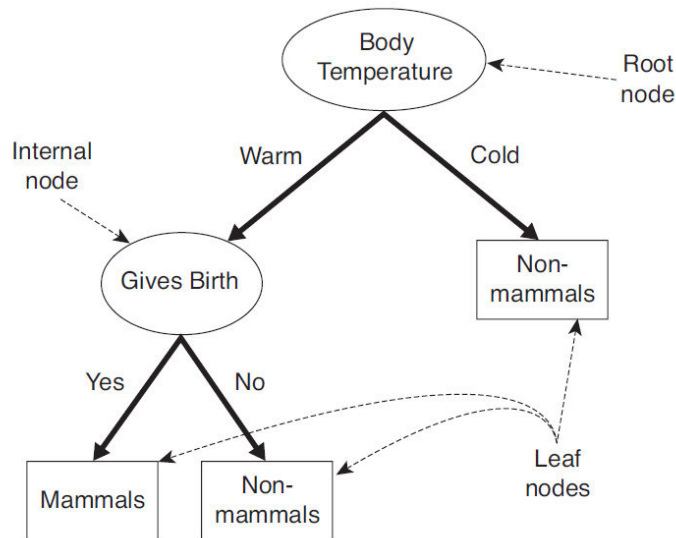 Body
Temperature
Root
node
Internal
node
Warm
Cold
Gives Birth
Non-
mammals
Yes
No
Mammals
Non-
mammals
Leaf
nodes